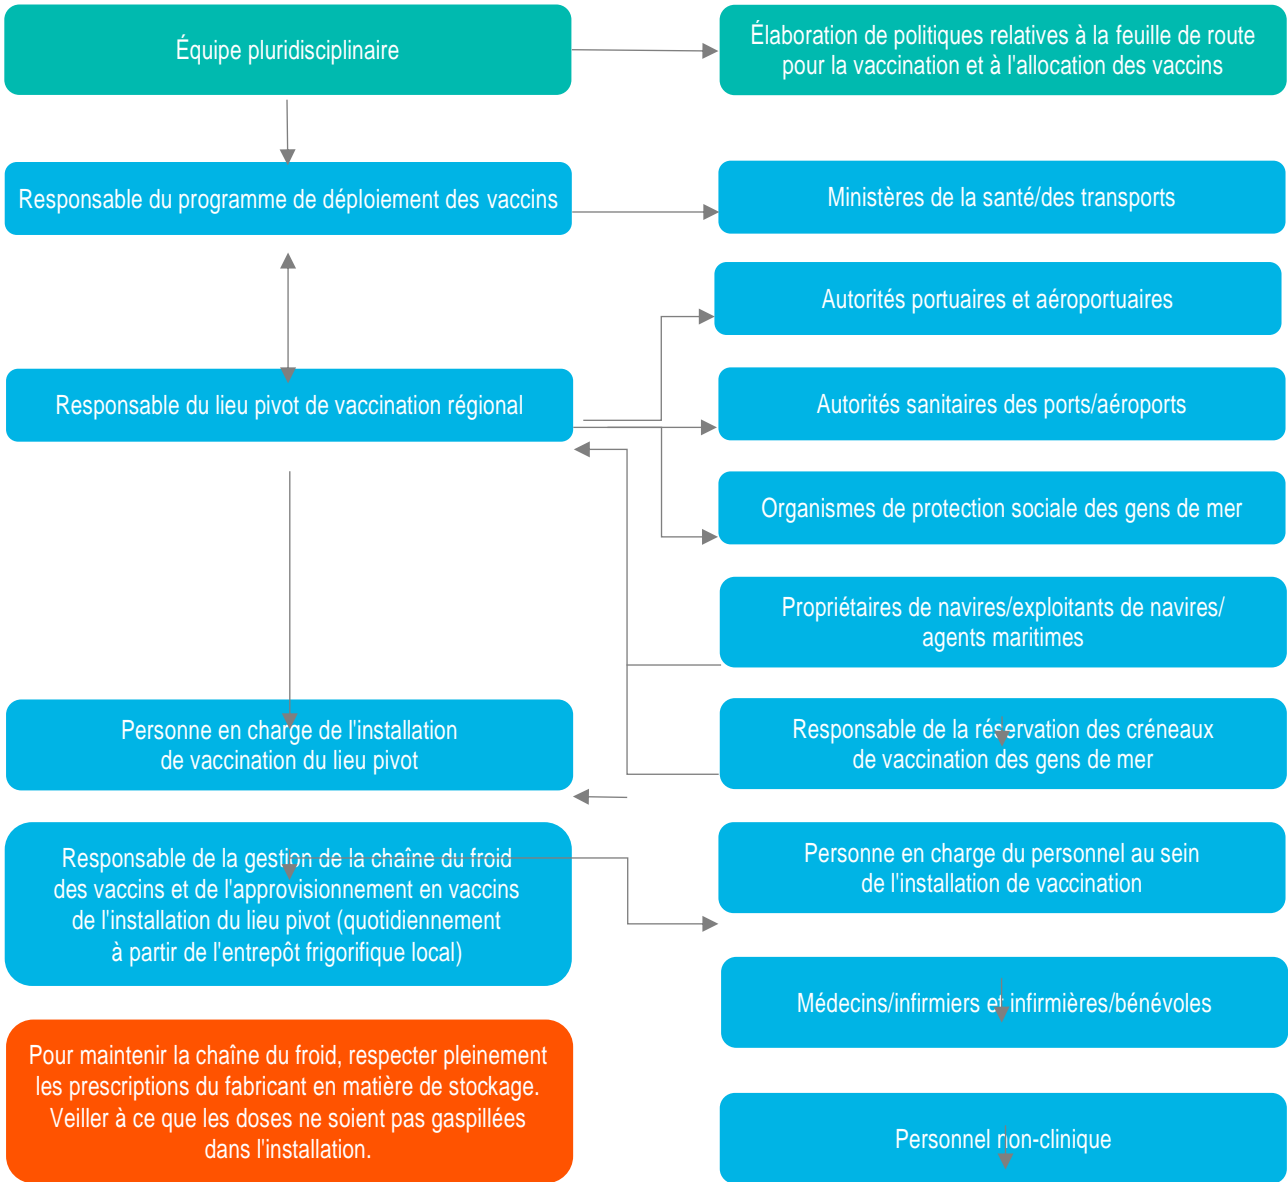 Équipe pluridisciplinaire
Élaboration de politiques relatives à la feuille de route
pour la vaccination et à l'allocation des vaccins
Responsable du programme de déploiement des vaccins
Ministères de la santé/des transports
Autorités portuaires et aéroportuaires
Responsable du lieu pivot de vaccination régional
Autorités sanitaires des ports/aéroports
Organismes de protection sociale des gens de mer
Propriétaires de navires/exploitants de navires/
agents maritimes
Personne en charge de l'installation
de vaccination du lieu pivot
Responsable de la réservation des créneaux
de vaccination des gens de mer
Responsable de la gestion de la chaîne du froid
des vaccins et de l'approvisionnement en vaccins
de l'installation du lieu pivot (quotidiennement
à partir de l'entrepôt frigorifique local)
Personne en charge du personnel au sein
de l'installation de vaccination
Médecins/infirmiers et infirmières/bénévoles
Pour maintenir la chaîne du froid, respecter pleinement
les prescriptions du fabricant en matière de stockage.
Veiller à ce que les doses ne soient pas gaspillées
dans l'installation.
Personnel non-clinique